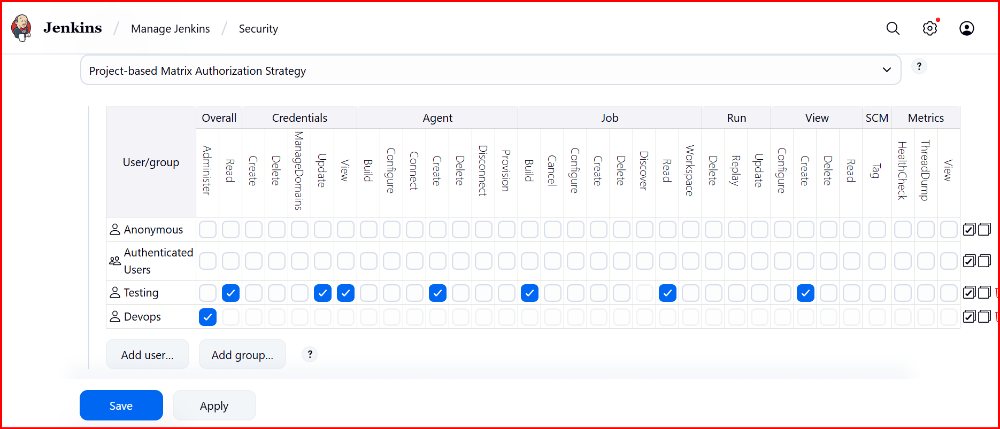 Jenkins / Manage Jenkins / Security
Project-based Matrix Authorization Strategy
?
User/group
Overall
Credentials
Agent
Job
Run
View
SCM
Metrics
Administer
Read
Create
Delete
ManageDomains
Update
View
Build
Configure
Connect
Create
Delete
Disconnect
Provision
Build
Cancel
Configure
Create
Delete
Discover
Read
Workspace
Delete
Replay
Update
Configure
Create
Delete
Read
Tag
HealthCheck
ThreadDump
View
Anonymous
Authenticated
Users
Testing
Devops
Add user...
Add group...
?
Save
Apply